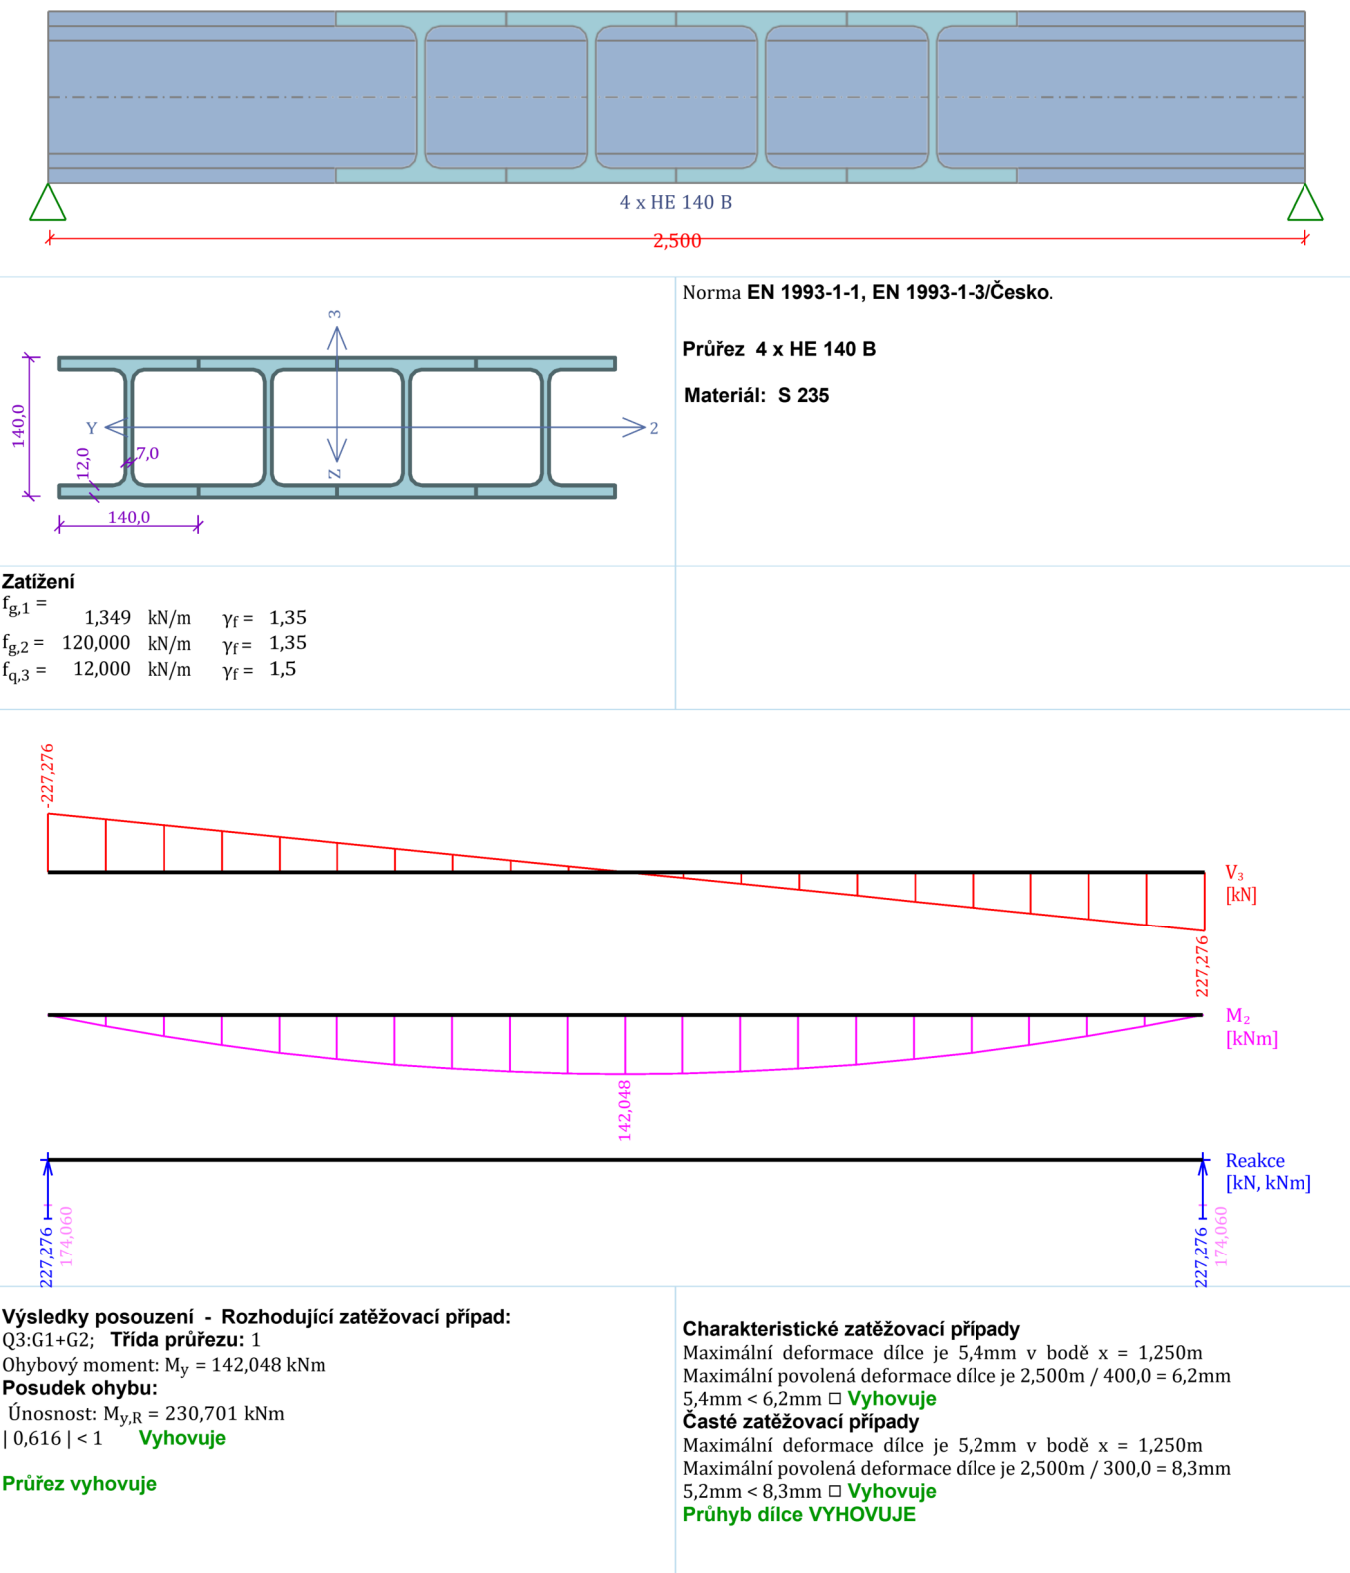 4 x HE 140 B
2,500
3
Y
2
Z
140,0
12,0
7,0
140,0
Norma EN 1993-1-1, EN 1993-1-3/Česko.
Průřez 4 x HE 140 B
Materiál: S 235
Zatížení
fg,1 =
1,349 kN/m γf = 1,35
fg,2 = 120,000 kN/m γf = 1,35
fq,3 = 12,000 kN/m γf = 1,5
-227,276
V₃
[kN]
227,276
M₂
[kNm]
142,048
Reakce
[kN, kNm]
227,276
174,060
227,276
174,060
Výsledky posouzení - Rozhodující zatěžovací případ:
Q3:G1+G2; Třída průřezu: 1
Ohybový moment: My = 142,048 kNm
Posudek ohybu:
Únosnost: My,R = 230,701 kNm
| 0,616 | < 1 Vyhovuje
Průřez vyhovuje
Charakteristické zatěžovací případy
Maximální deformace dílce je 5,4mm v bodě x = 1,250m
Maximální povolená deformace dílce je 2,500m / 400,0 = 6,2mm
5,4mm < 6,2mm □ Vyhovuje
Časté zatěžovací případy
Maximální deformace dílce je 5,2mm v bodě x = 1,250m
Maximální povolená deformace dílce je 2,500m / 300,0 = 8,3mm
5,2mm < 8,3mm □ Vyhovuje
Průhyb dílce VYHOVUJE